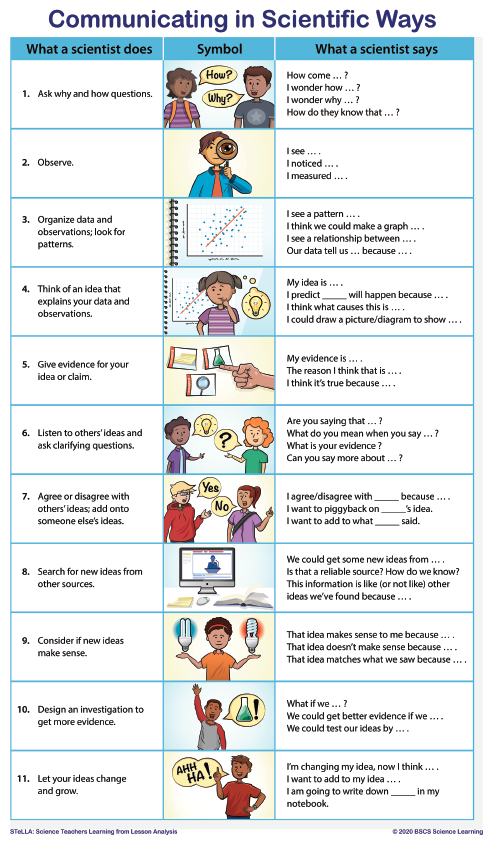 Communicating in Scientific Ways
What a scientist does
Symbol
What a scientist says
1. Ask why and how questions.
How?
Why?
How come … ?
I wonder how … ?
I wonder why … ?
How do they know that … ?
2. Observe.
I see … .
I noticed … .
I measured … .
3. Organize data and
observations; look for
patterns.
I see a pattern … .
I think we could make a graph … .
I see a relationship between … .
Our data tell us … because … .
4. Think of an idea that
explains your data and
observations.
My idea is … .
I predict _____ will happen because … .
I think what causes this is … .
I could draw a picture/diagram to show … .
5. Give evidence for your
idea or claim.
My evidence is … .
The reason I think that is … .
I think it's true because … .
6. Listen to others' ideas and
ask clarifying questions.
?
Are you saying that … ?
What do you mean when you say … ?
What is your evidence ?
Can you say more about … ?
7. Agree or disagree with
others' ideas; add onto
someone else's ideas.
Yes
No
I agree/disagree with _____ because … .
I want to piggyback on _____'s idea.
I want to add to what _____ said.
8. Search for new ideas from
other sources.
We could get some new ideas from … .
Is that a reliable source? How do we know?
This information is like (or not like) other
ideas we've found because … .
9. Consider if new ideas
make sense.
That idea makes sense to me because … .
That idea doesn't make sense because … .
That idea matches what we saw because … .
10. Design an investigation to
get more evidence.
!
What if we … ?
We could get better evidence if we … .
We could test our ideas by … .
11. Let your ideas change
and grow.
AHH
HA!
I'm changing my idea, now I think … .
I want to add to my idea … .
I am going to write down _____ in my
notebook.
STeLLA: Science Teachers Learning from Lesson Analysis
© 2020 BSCS Science Learning